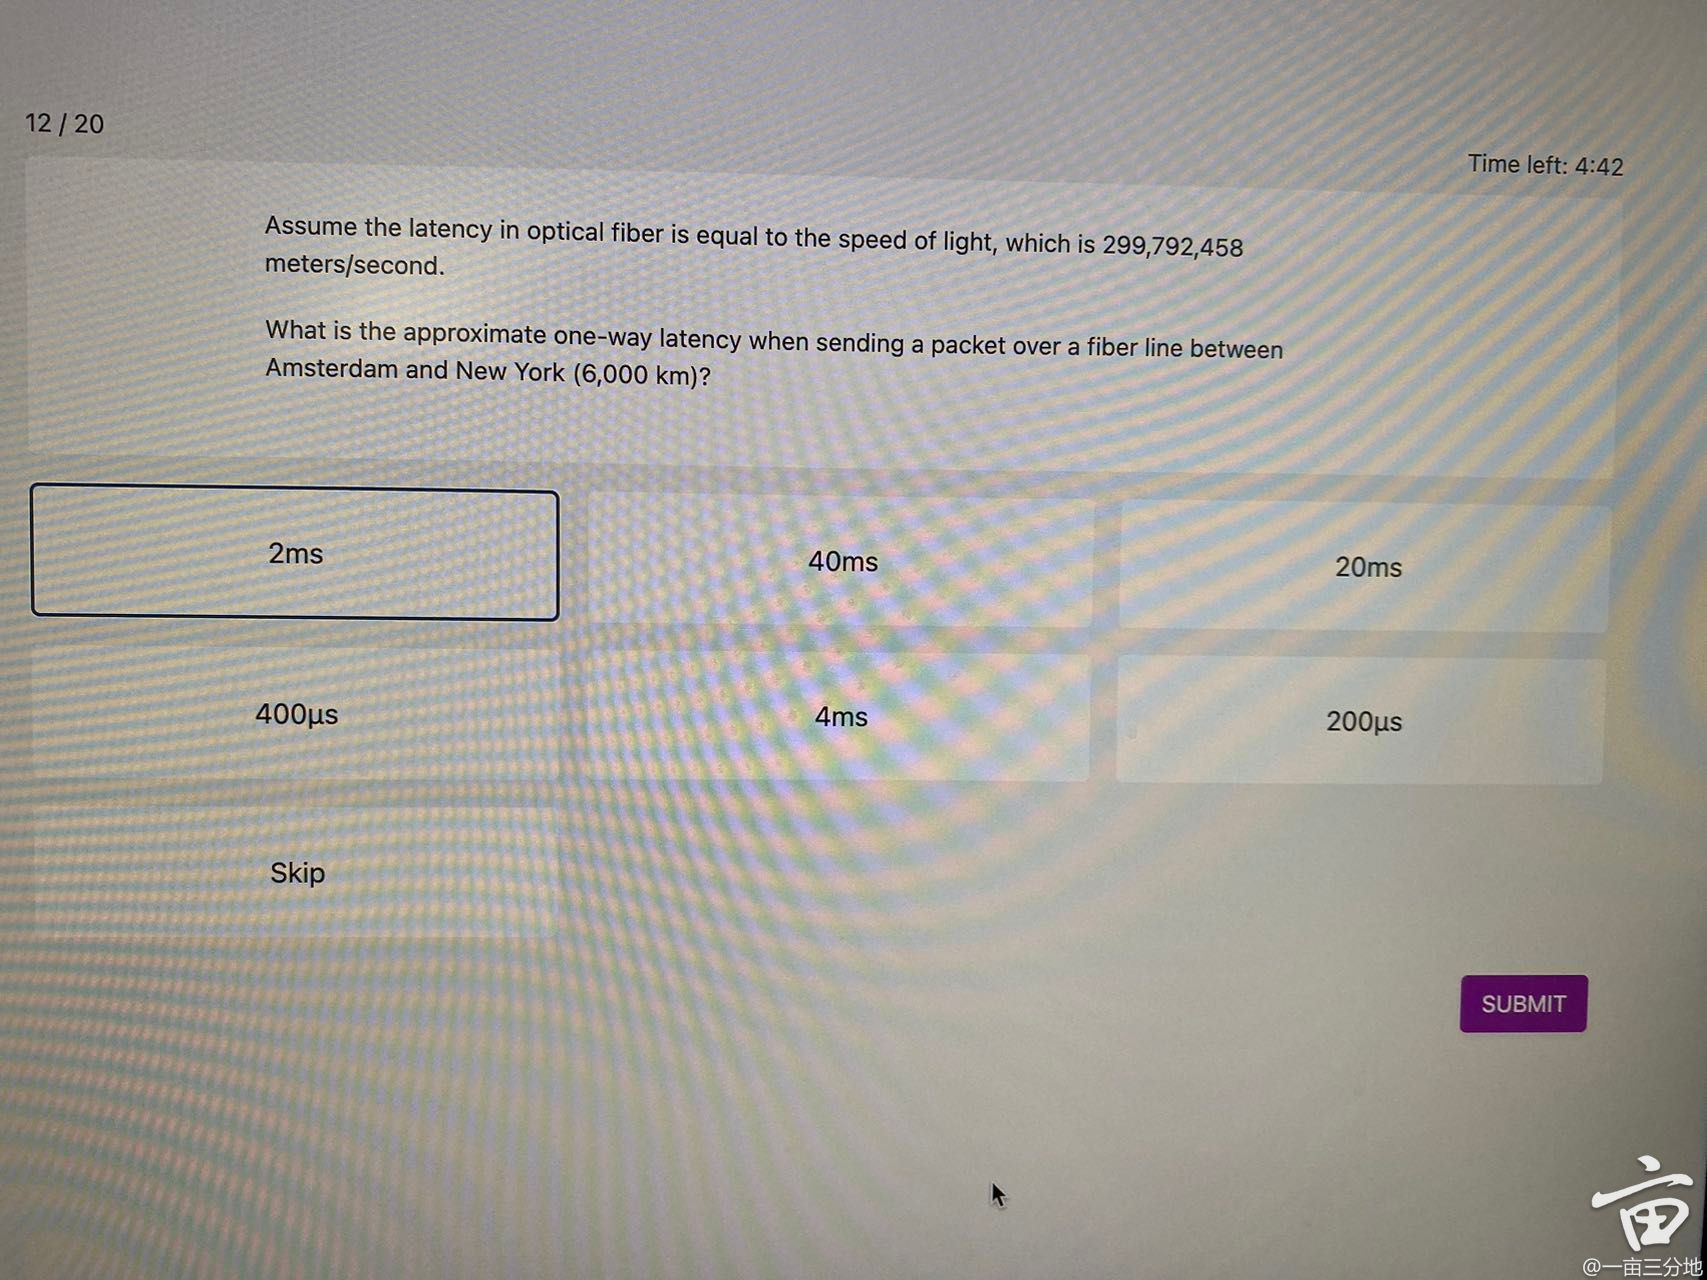 12 / 20
Time left: 4:42
Assume the latency in optical fiber is equal to the speed of light, which is 299,792,458
meters/second.
What is the approximate one-way latency when sending a packet over a fiber line between
Amsterdam and New York (6,000 km)?
2ms
40ms
20ms
400µs
4ms
200µs
Skip
SUBMIT
亩
@一亩三分地